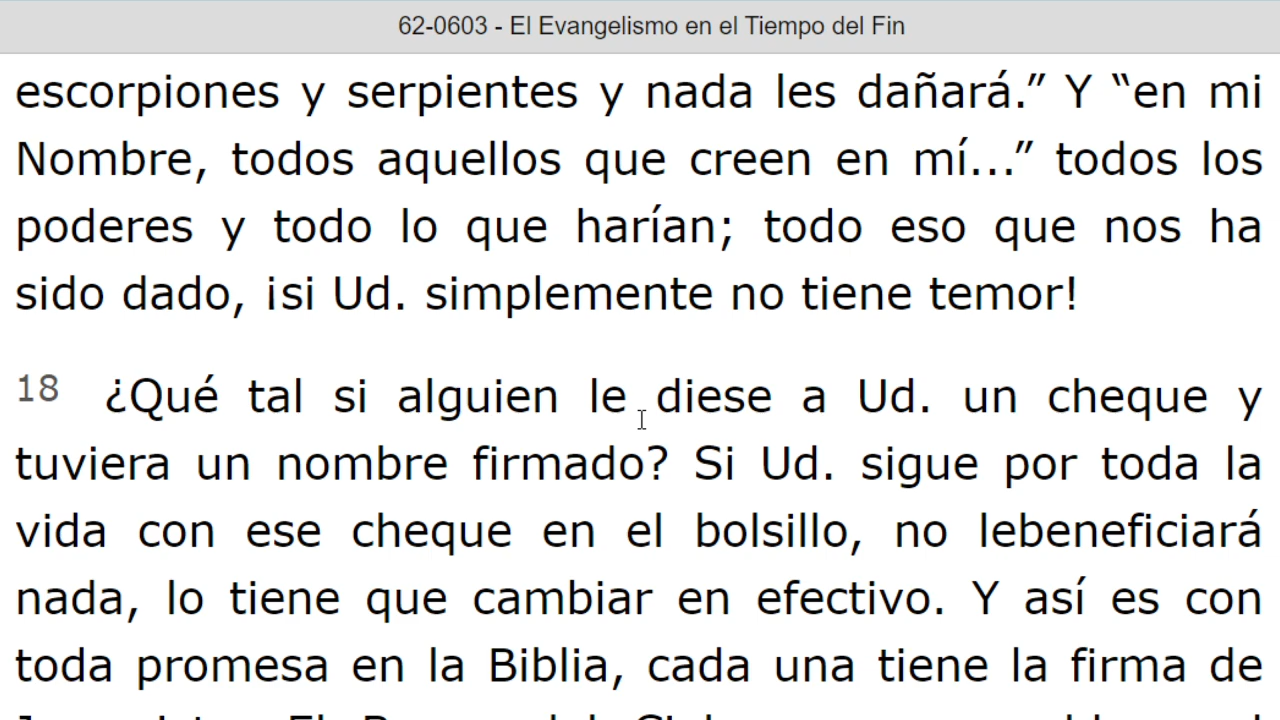 62-0603 - El Evangelismo en el Tiempo del Fin
escorpiones y serpientes y nada les dañará.” Y “en mi
Nombre, todos aquellos que creen en mí...” todos los
poderes y todo lo que harían; todo eso que nos ha
sido dado, ¡si Ud. simplemente no tiene temor!
18 ¿Qué tal si alguien le diese a Ud. un cheque y
tuviera un nombre firmado? Si Ud. sigue por toda la
vida con ese cheque en el bolsillo, no lebeneficiará
nada, lo tiene que cambiar en efectivo. Y así es con
toda promesa en la Biblia, cada una tiene la firma de